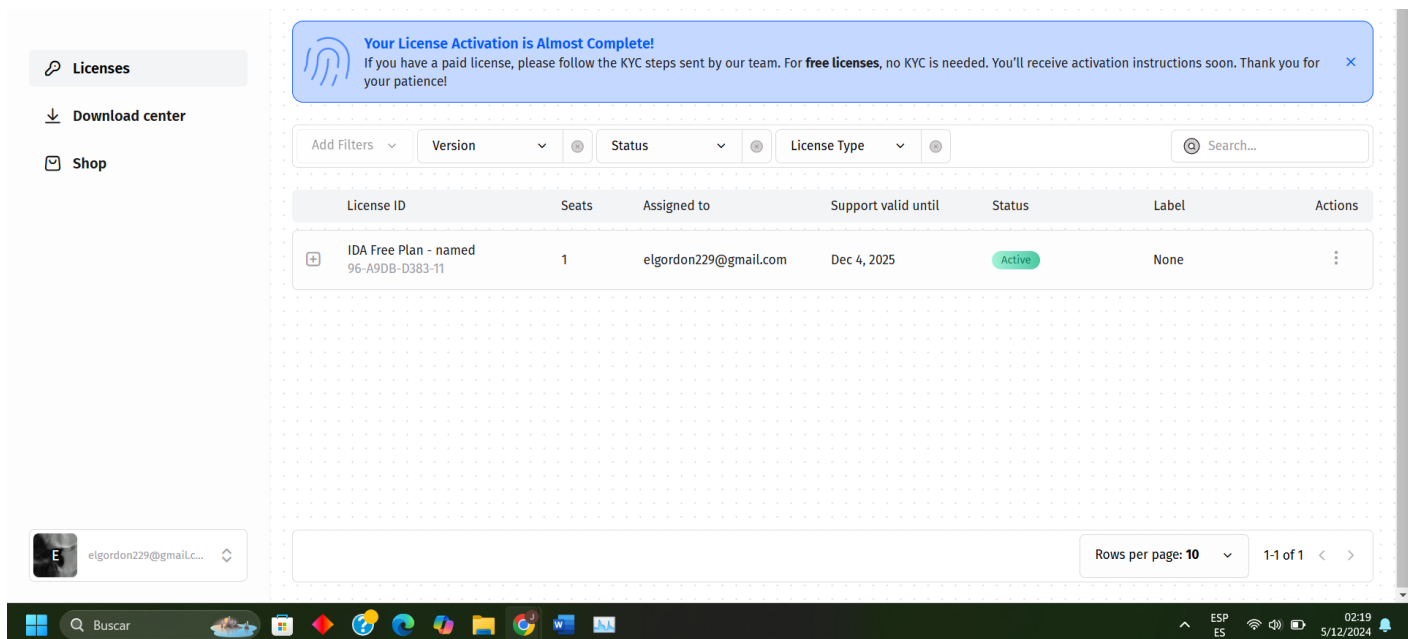 Your License Activation is Almost Complete!
If you have a paid license, please follow the KYC steps sent by our team. For free licenses, no KYC is needed. You'll receive activation instructions soon. Thank you for
your patience!
Licenses
Download center
Shop
Add Filters
Version
Status
License Type
Search...
License ID
Seats
Assigned to
Support valid until
Status
Label
Actions
IDA Free Plan - named
96-A9DB-D383-11
1
elgordon229@gmail.com
Dec 4, 2025
Active
None
E
elgordon229@gmail.c...
Rows per page: 10
1-1 of 1
Buscar
ESP
ES
02:19
5/12/2024